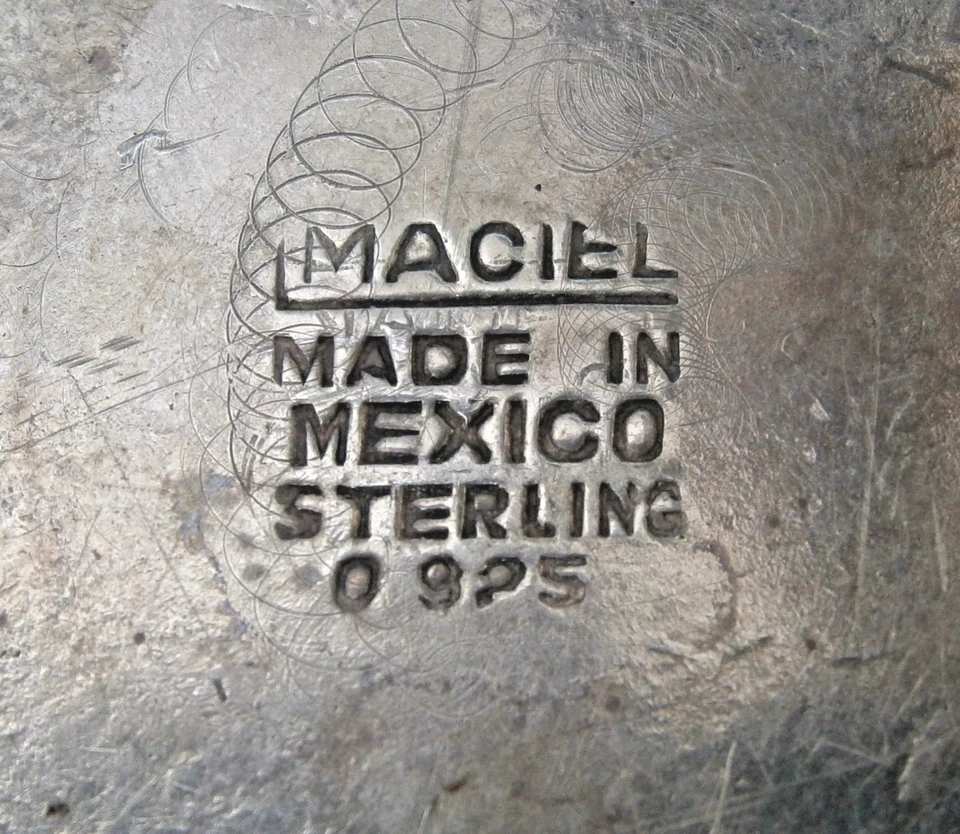 MACIEL
MADE IN
MEXICO
STERLING
0 925